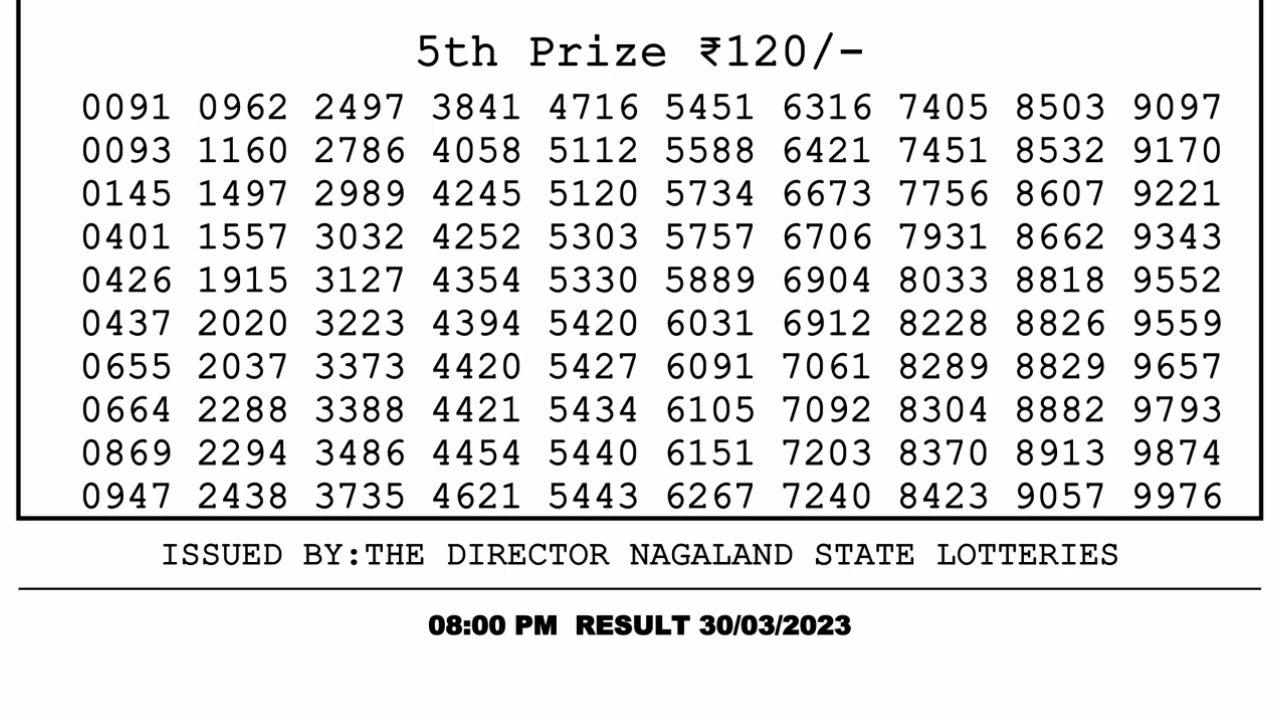 5th Prize ₹120/-
0091 0962 2497 3841 4716 5451 6316 7405 8503 9097
0093 1160 2786 4058 5112 5588 6421 7451 8532 9170
0145 1497 2989 4245 5120 5734 6673 7756 8607 9221
0401 1557 3032 4252 5303 5757 6706 7931 8662 9343
0426 1915 3127 4354 5330 5889 6904 8033 8818 9552
0437 2020 3223 4394 5420 6031 6912 8228 8826 9559
0655 2037 3373 4420 5427 6091 7061 8289 8829 9657
0664 2288 3388 4421 5434 6105 7092 8304 8882 9793
0869 2294 3486 4454 5440 6151 7203 8370 8913 9874
0947 2438 3735 4621 5443 6267 7240 8423 9057 9976
ISSUED BY:THE DIRECTOR NAGALAND STATE LOTTERIES
08:00 PM RESULT 30/03/2023